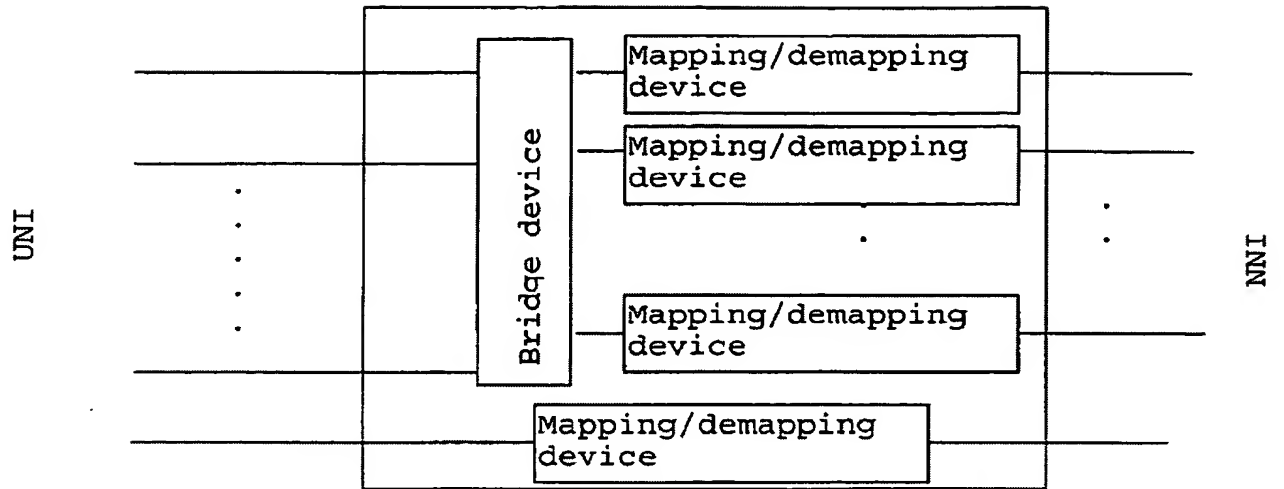 UNI
Bridge device
Mapping/demapping
device
Mapping/demapping
device
Mapping/demapping
device
Mapping/demapping
device
NNI